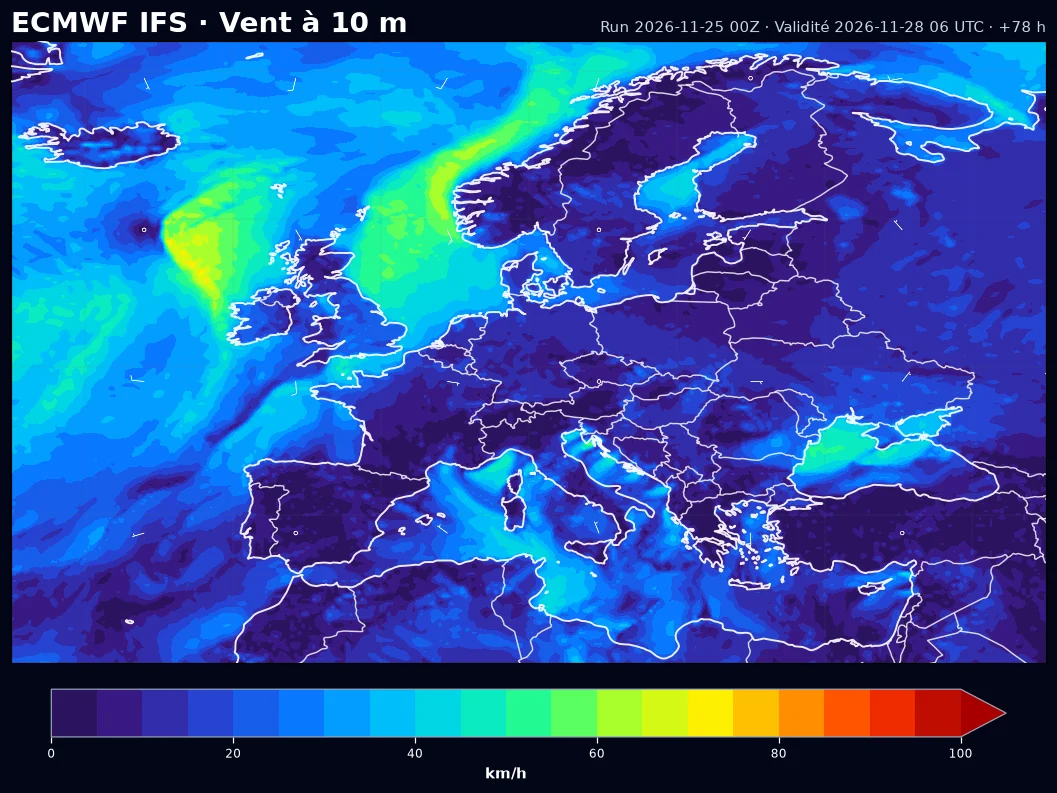 ECMWF IFS · Vent à 10 m
Run 2026-11-25 00Z · Validité 2026-11-28 06 UTC · +78 h
0 20 40 60 80 100
km/h